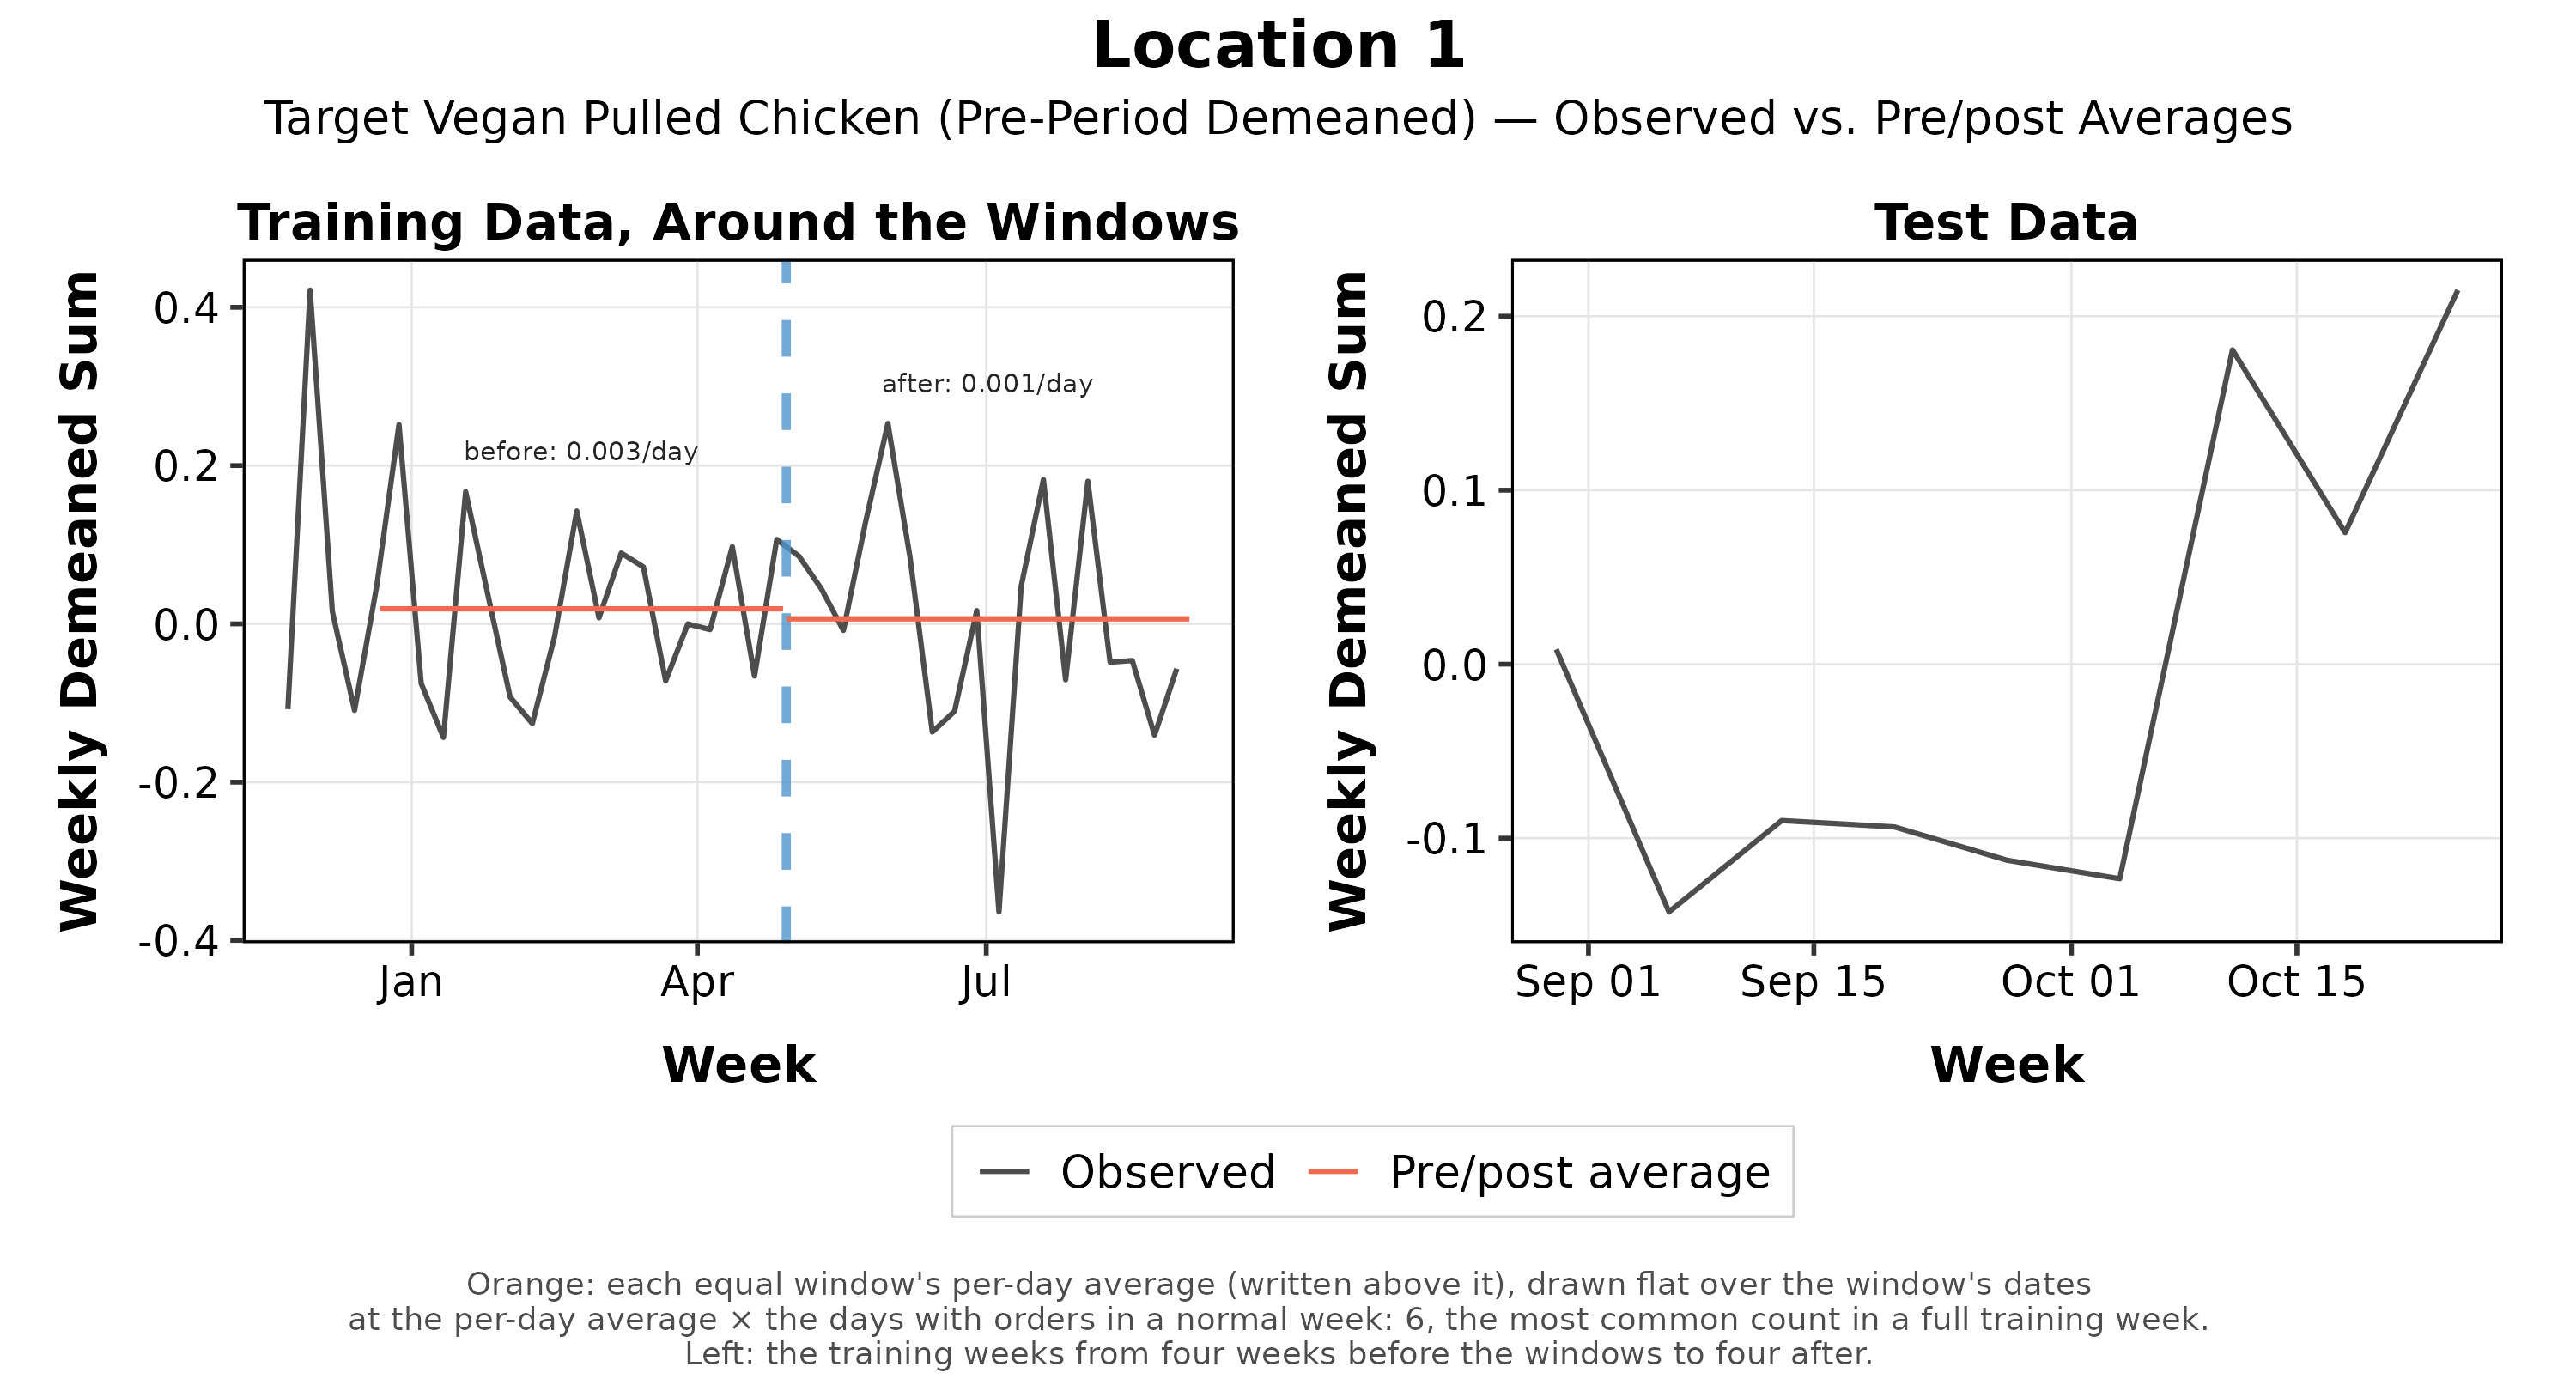 Location 1
Target Vegan Pulled Chicken (Pre-Period Demeaned) — Observed vs. Pre/post Averages
Training Data, Around the Windows
Weekly Demeaned Sum
0.4
0.2
0.0
-0.2
-0.4
before: 0.003/day
after: 0.001/day
Jan
Apr
Jul
Week
Test Data
Weekly Demeaned Sum
0.2
0.1
0.0
-0.1
Sep 01
Sep 15
Oct 01
Oct 15
Week
Observed
Pre/post average
Orange: each equal window's per-day average (written above it), drawn flat over the window's dates
at the per-day average × the days with orders in a normal week: 6, the most common count in a full training week.
Left: the training weeks from four weeks before the windows to four after.